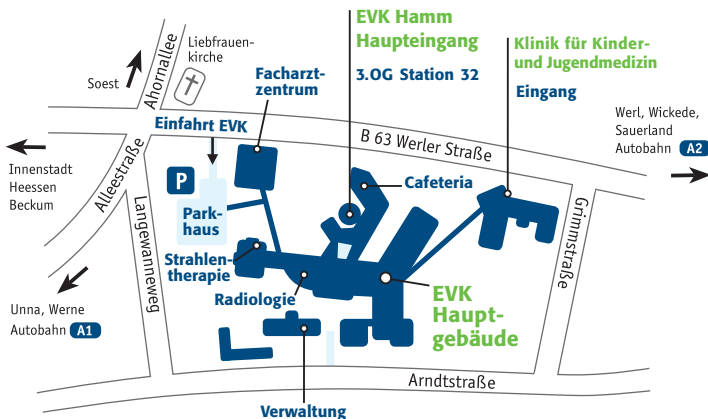 EVK Hamm
Haupteingang
3.OG Station 32
Klinik für Kinder-
und Jugendmedizin
Eingang
Liebfrauen-
kirche
Soest
Ahornallee
Facharzt-
zentrum
Einfahrt EVK
B 63 Werler Straße
Werl, Wickede,
Sauerland
Autobahn A2
Innenstadt
Heessen
Beckum
Alleestraße
P
Park-
haus
Cafeteria
Langewanneweg
Grimmstraße
Strahlen-
therapie
Radiologie
EVK
Haupt-
gebäude
Unna, Werne
Autobahn A1
Arndtstraße
Verwaltung